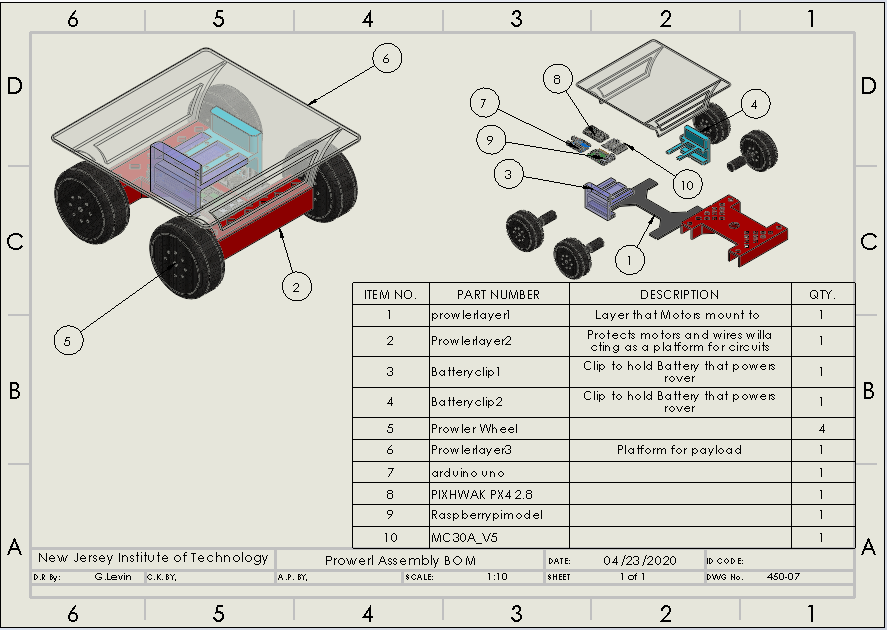 6 5 4 3 2 1
D D
C C
B B
A A
6
8
7
4
9
3
10
1
2
5
ITEM NO. PART NUMBER DESCRIPTION QTY.
1 prowlerlayer1 Layer that Motors mount to 1
2 Prowlerlayer2 Protects motors and wires willa
cting as a platform for circuits 1
3 Batteryclip1 Clip to hold Battery that powers
rover 1
4 Batteryclip2 Clip to hold Battery that powers
rover 1
5 Prowler Wheel 4
6 Prowlerlayer3 Platform for payload 1
7 arduino uno 1
8 PIXHWAK PX4 2.8 1
9 Raspberrypimodel 1
10 MC30A_V5 1
New Jersey Institute of Technology Prowerl Assembly BOM DATE: 04/23/2020 ID CODE:
D.R By: G.Levin C.K.BY, A.P. BY, SCALE: 1:10 SHEET 1 of 1 DWG No. 450-07
6 5 4 3 2 1